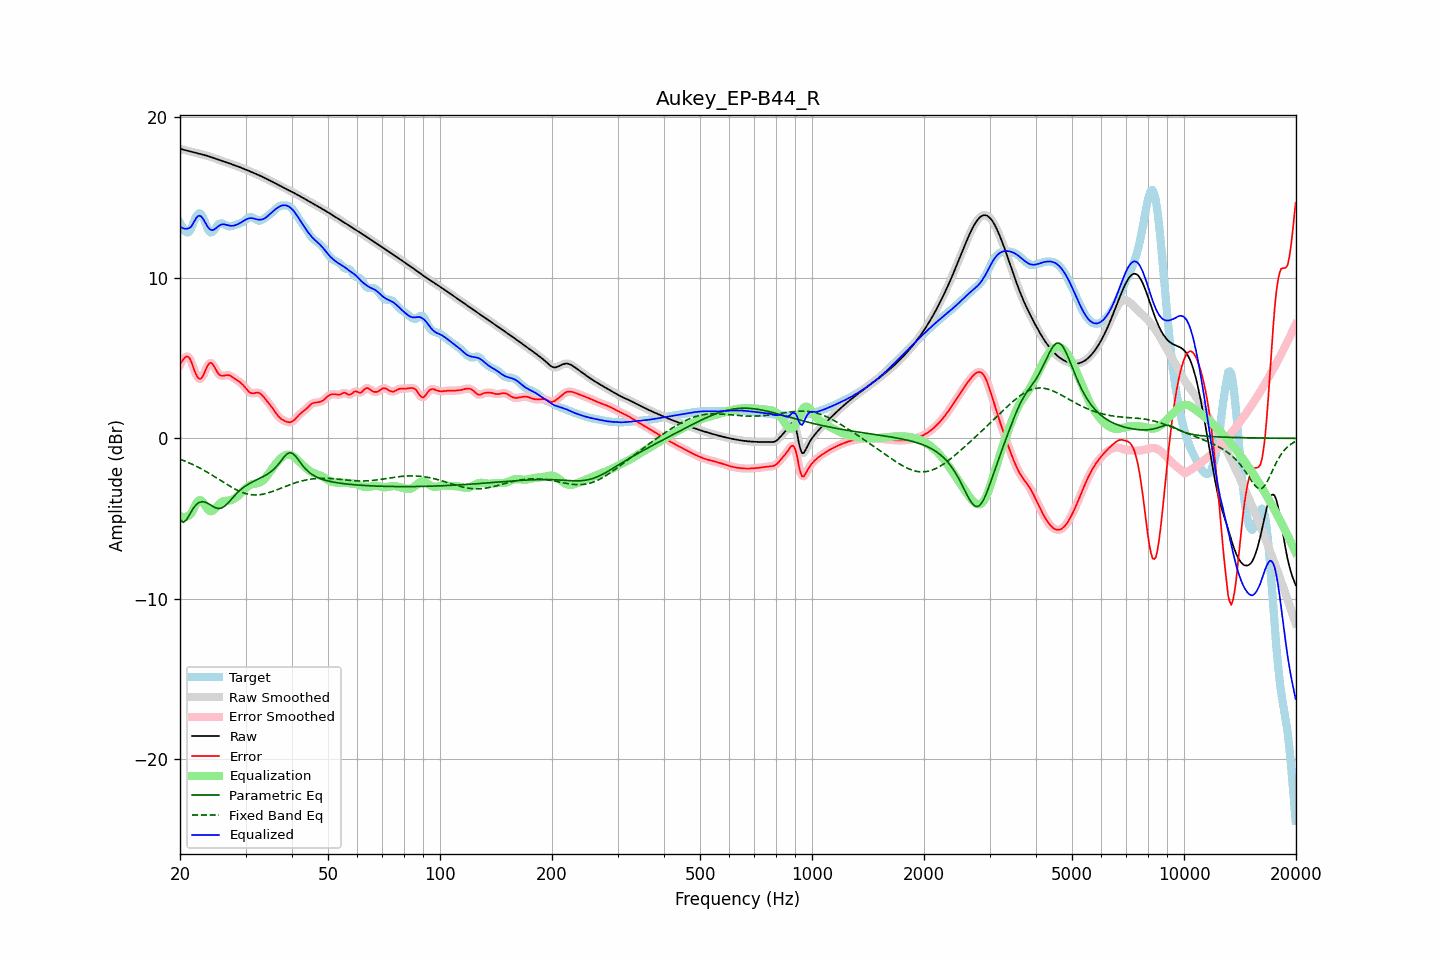 Aukey_EP-B44_R
Amplitude (dBr)
20
10
0
−10
−20
Target
Raw Smoothed
Error Smoothed
Raw
Error
Equalization
Parametric Eq
Fixed Band Eq
Equalized
20 50 100 200 500 1000 2000 5000 10000 20000
Frequency (Hz)